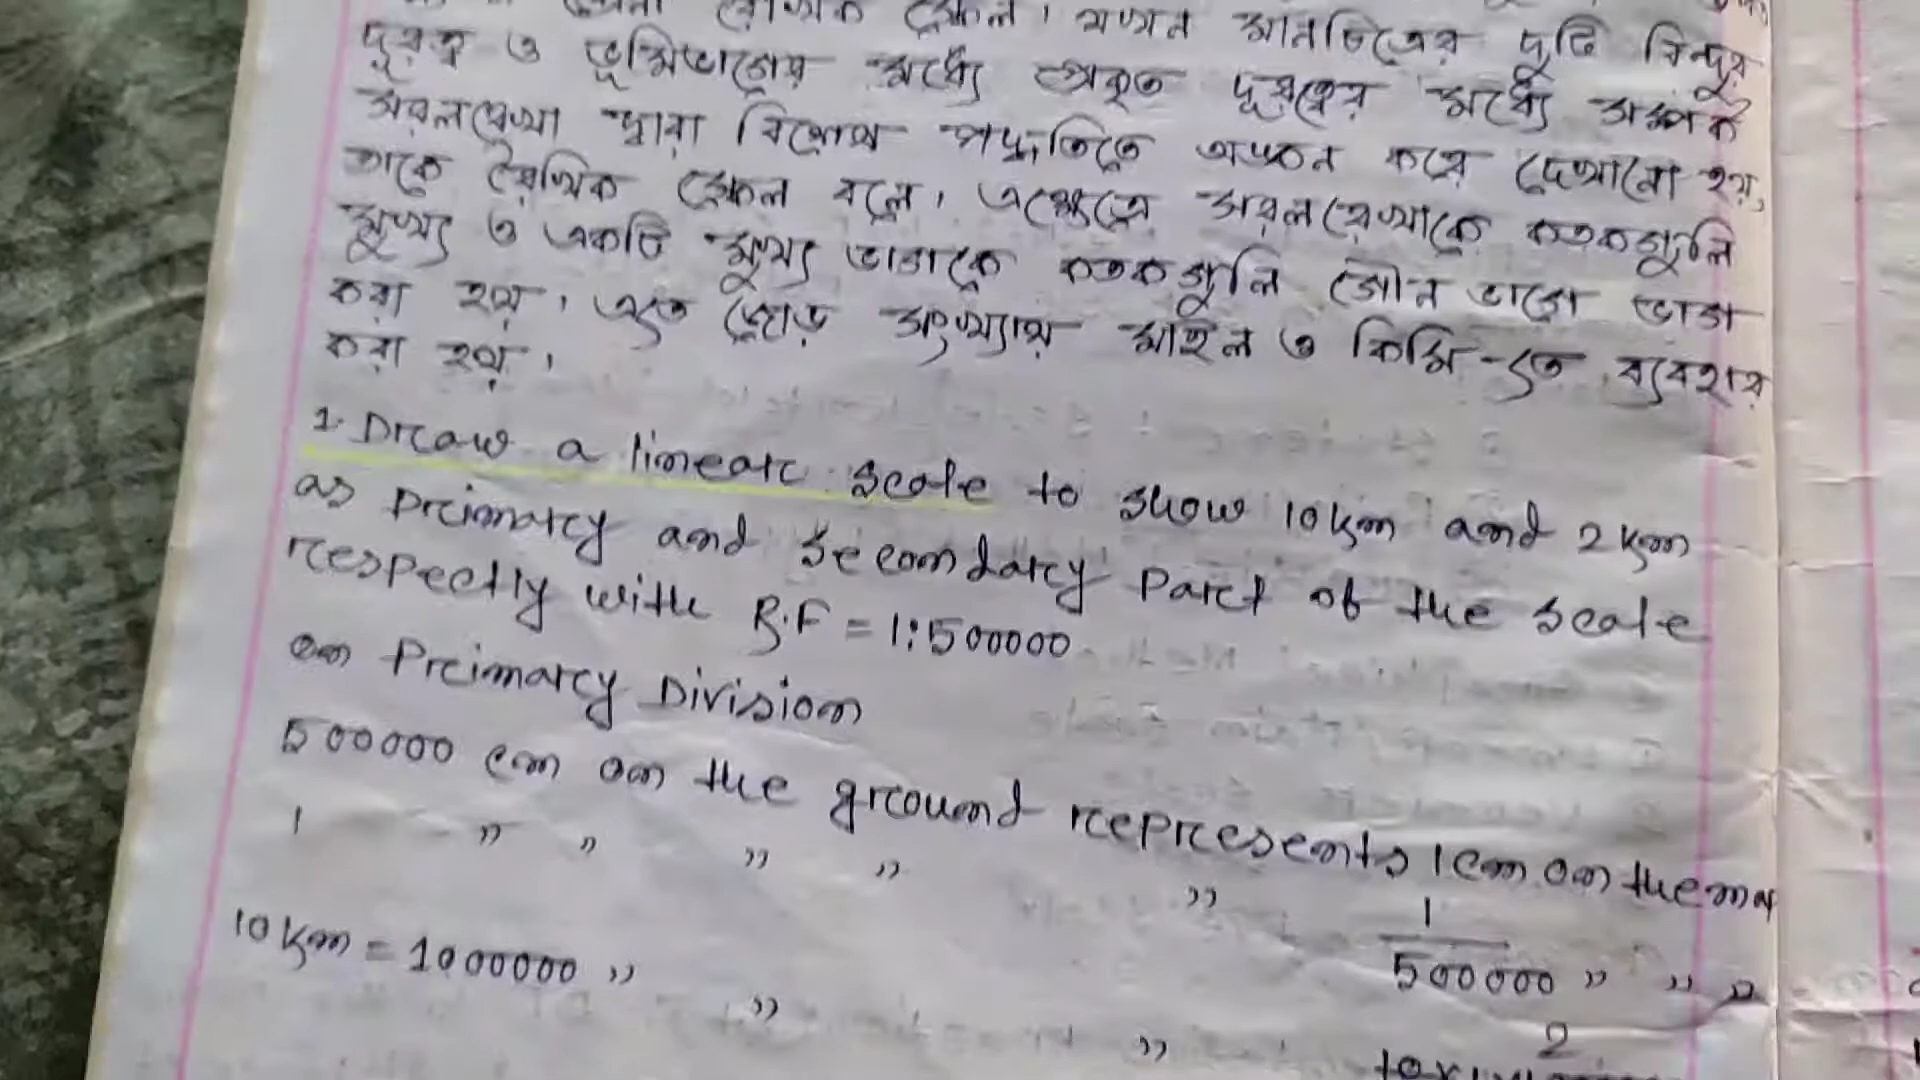 রৈখিক স্কেল। যখন মানচিত্রের দুটি বিন্দুর
দূরত্ব ও ভূমিভাগের মধ্যে প্রকৃত দূরত্বের মধ্যে সম্পর্ক
সরলরেখা দ্বারা বিশেষ পদ্ধতিতে অঙ্কন করে দেখানো হয়,
তাকে রৈখিক স্কেল বলে। এক্ষেত্রে সরলরেখাকে কতকগুলি
মুখ্য ও একটি মুখ্য ভাগকে কতকগুলি গৌন ভাগে ভাগ
করা হয়। এতে জোড় সংখ্যায় মাইল ও কিমি-তে ব্যবহার
করা হয়।
1. Draw a linear scale to show 10 km and 2 km
as Primary and Secondary Part of the scale
respectly with R.F = 1:500000
on Primary Division
500000 cm on the ground represents 1 cm on the map
1 " " " " " 1/500000 " " "
10 km = 1000000 " " "
2